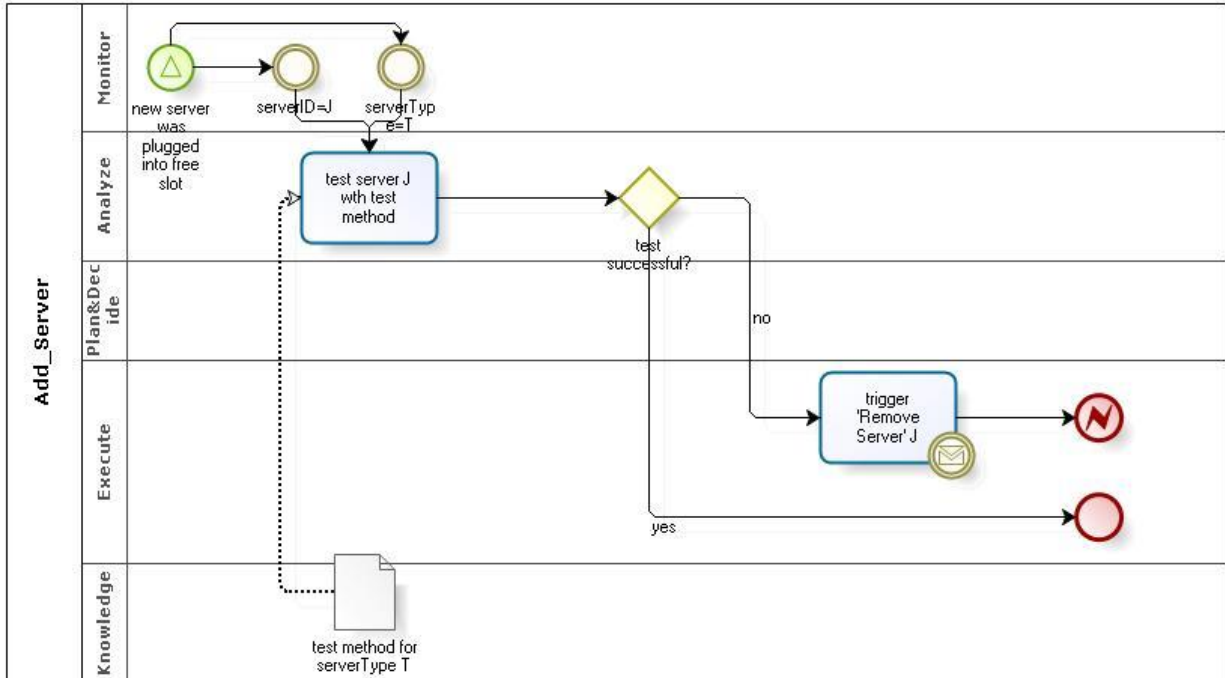 Add_Server
Monitor
new server
was
plugged
into free
slot
serverID=J
serverTyp
e=T
Analyze
test server J
wth test
method
test
successful?
Plan&Dec
ide
no
Execute
trigger
'Remove
Server' J
yes
Knowledge
test method for
serverType T